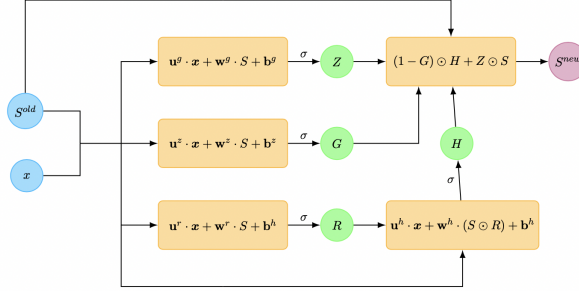 σ
u^g · x + w^g · S + b^g
Z
(1 − G) ⊙ H + Z ⊙ S
S^new
S^old
σ
u^z · x + w^z · S + b^z
G
H
x
σ
σ
u^r · x + w^r · S + b^h
R
u^h · x + w^h · (S ⊙ R) + b^h